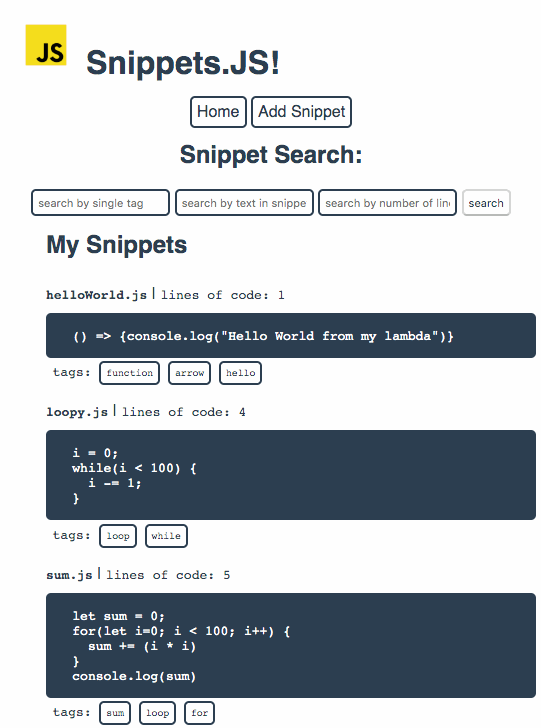 JS
Snippets.JS!
Home Add Snippet
Snippet Search:
search by single tag search by text in snippe search by number of line search
My Snippets
helloWorld.js | lines of code: 1
() => {console.log("Hello World from my lambda")}
tags: function arrow hello
loopy.js | lines of code: 4
i = 0;
while(i < 100) {
  i -= 1;
}
tags: loop while
sum.js | lines of code: 5
let sum = 0;
for(let i=0; i < 100; i++) {
  sum += (i * i)
}
console.log(sum)
tags: sum loop for